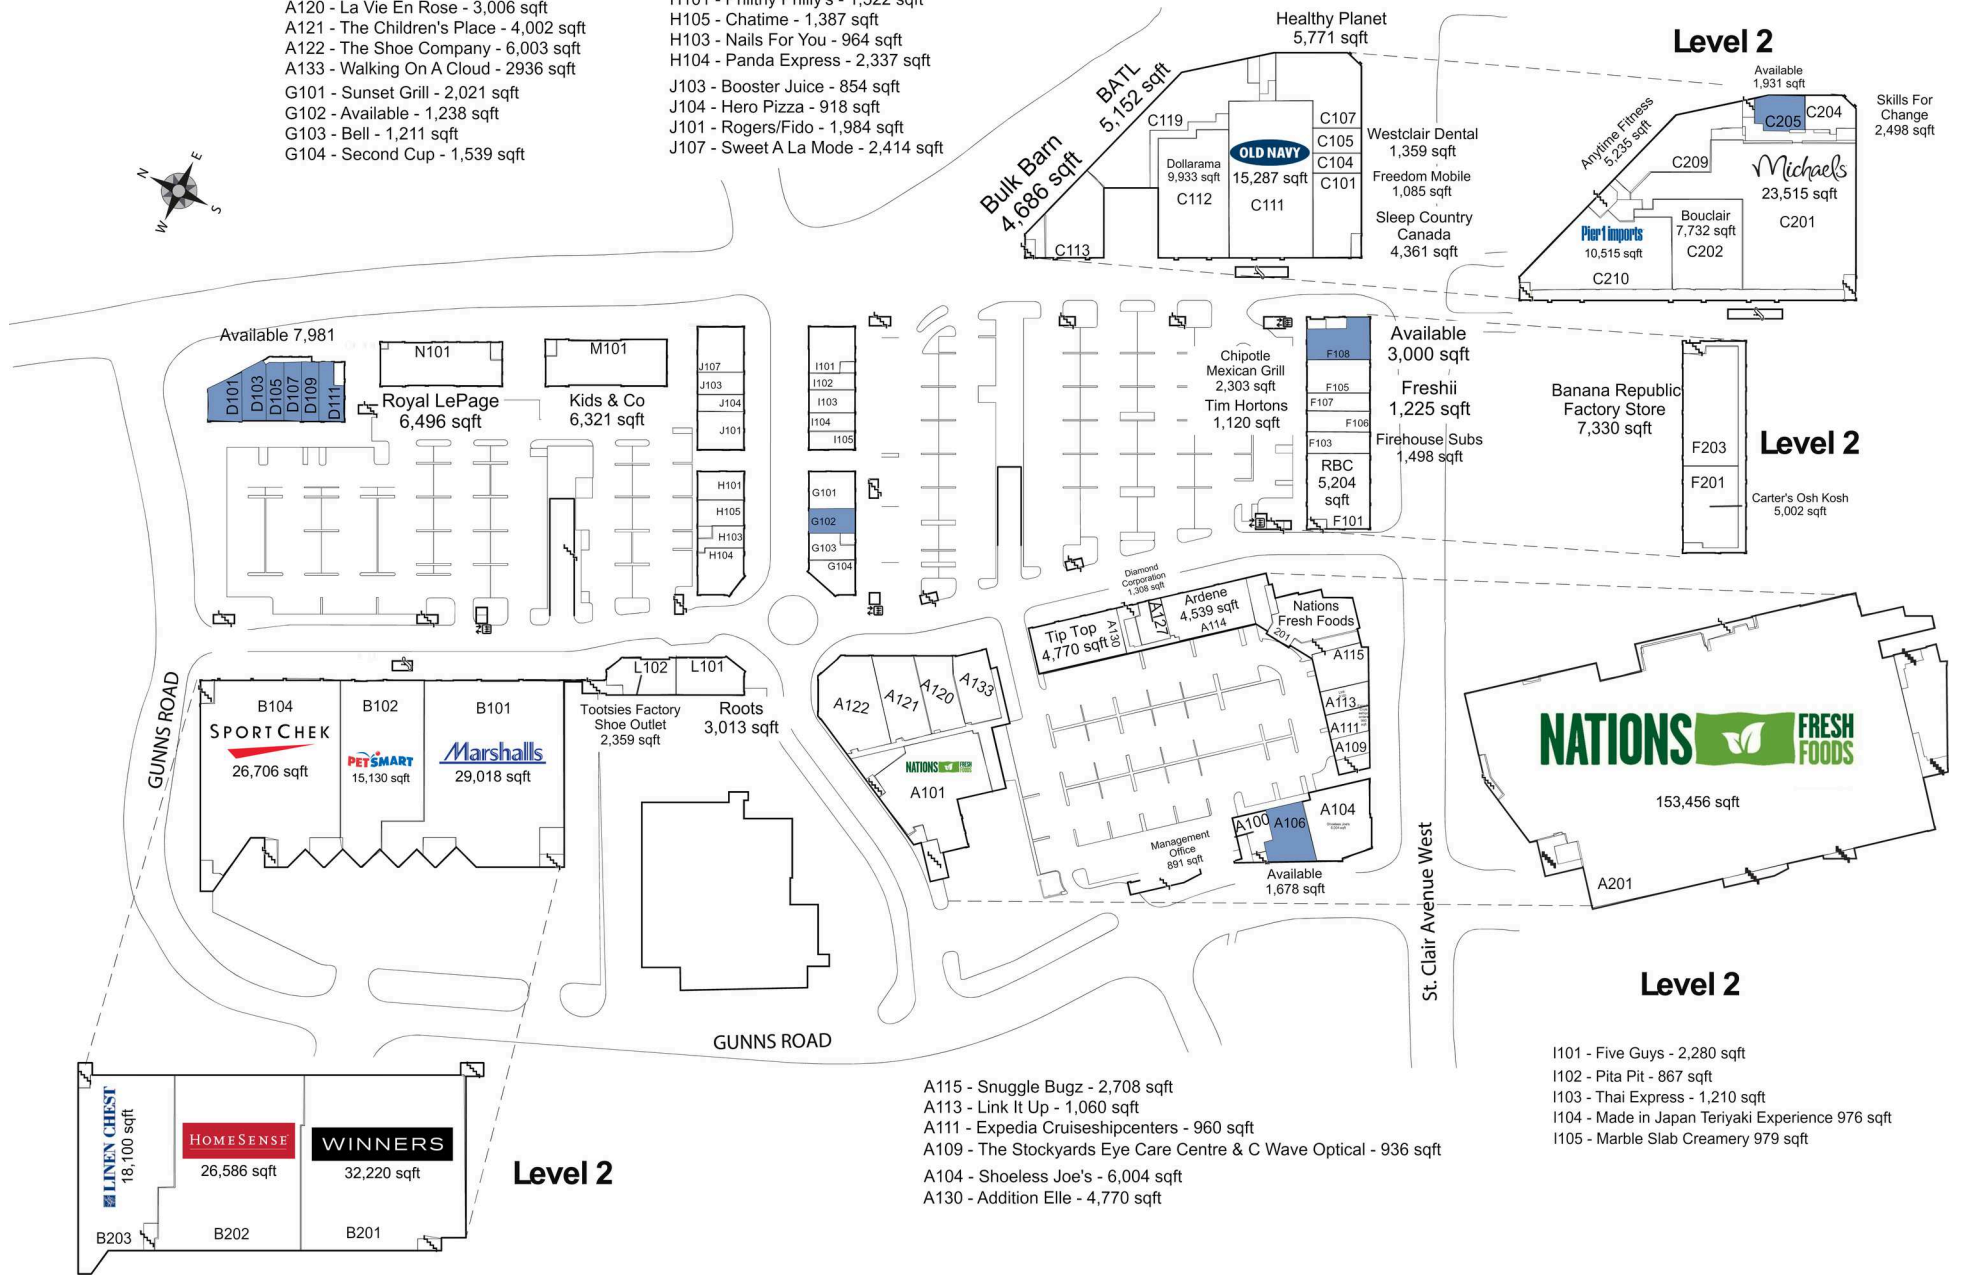 A120 - La Vie En Rose - 3,006 sqft
A121 - The Children's Place - 4,002 sqft
A122 - The Shoe Company - 6,003 sqft
A133 - Walking On A Cloud - 2936 sqft
G101 - Sunset Grill - 2,021 sqft
G102 - Available - 1,238 sqft
G103 - Bell - 1,211 sqft
G104 - Second Cup - 1,539 sqft
H101 - Philthy Philly's - 1,322 sqft
H105 - Chatime - 1,387 sqft
H103 - Nails For You - 964 sqft
H104 - Panda Express - 2,337 sqft
J103 - Booster Juice - 854 sqft
J104 - Hero Pizza - 918 sqft
J101 - Rogers/Fido - 1,984 sqft
J107 - Sweet A La Mode - 2,414 sqft
N
E
S
W
Healthy Planet
5,771 sqft
BATL
5,152 sqft
Bulk Barn
4,686 sqft
C119
C113
Dollarama
9,933 sqft
C112
OLD NAVY
15,287 sqft
C111
C107
C105
C104
C101
Westclair Dental
1,359 sqft
Freedom Mobile
1,085 sqft
Sleep Country
Canada
4,361 sqft
Level 2
Available
1,931 sqft
C205
C204
Skills For
Change
2,498 sqft
Anytime Fitness
5,235 sqft
C209
Michaels
23,515 sqft
C201
Bouclair
7,732 sqft
C202
Pier 1 imports
10,515 sqft
C210
Available 7,981
D101
D103
D105
D107
D109
D111
N101
Royal LePage
6,496 sqft
M101
Kids & Co
6,321 sqft
J107
J103
J104
J101
I101
I102
I103
I104
I105
H101
H105
H103
H104
G101
G102
G103
G104
Chipotle
Mexican Grill
2,303 sqft
Tim Hortons
1,120 sqft
F108
F105
F107
F106
F103
RBC
5,204
sqft
F101
Available
3,000 sqft
Freshii
1,225 sqft
Firehouse Subs
1,498 sqft
Banana Republic
Factory Store
7,330 sqft
F203
F201
Level 2
Carter's Osh Kosh
5,002 sqft
Diamond
Corporation
1,308 sqft
Tip Top
4,770 sqft
A130
A127
Ardene
4,539 sqft
A114
Nations
Fresh Foods
201
A115
A113
A111
A109
A104
A100
A106
Available
1,678 sqft
Management
Office
891 sqft
A122
A121
A120
A133
NATIONS FRESH FOODS
A101
GUNNS ROAD
B104
SPORT CHEK
26,706 sqft
B102
PETSMART
15,130 sqft
B101
Marshalls
29,018 sqft
L102
L101
Tootsies Factory
Shoe Outlet
2,359 sqft
Roots
3,013 sqft
NATIONS FRESH FOODS
153,456 sqft
A201
Level 2
St. Clair Avenue West
GUNNS ROAD
LINEN CHEST
18,100 sqft
B203
HOMESENSE
26,586 sqft
B202
WINNERS
32,220 sqft
B201
Level 2
A115 - Snuggle Bugz - 2,708 sqft
A113 - Link It Up - 1,060 sqft
A111 - Expedia Cruiseshipcenters - 960 sqft
A109 - The Stockyards Eye Care Centre & C Wave Optical - 936 sqft
A104 - Shoeless Joe's - 6,004 sqft
A130 - Addition Elle - 4,770 sqft
I101 - Five Guys - 2,280 sqft
I102 - Pita Pit - 867 sqft
I103 - Thai Express - 1,210 sqft
I104 - Made in Japan Teriyaki Experience 976 sqft
I105 - Marble Slab Creamery 979 sqft